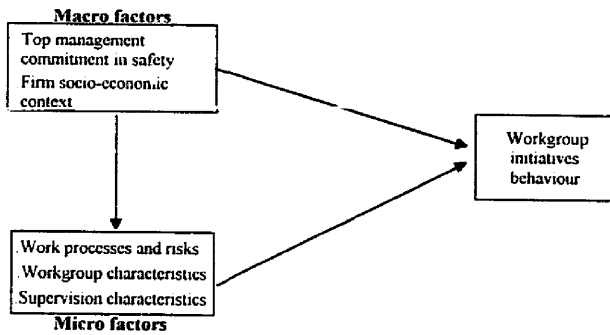 Macro factors
Top management
commitment in safety
Firm socio-economic
context
Workgroup
initiatives
behaviour
.Work processes and risks
.Workgroup characteristics
.Supervision characteristics
Micro factors